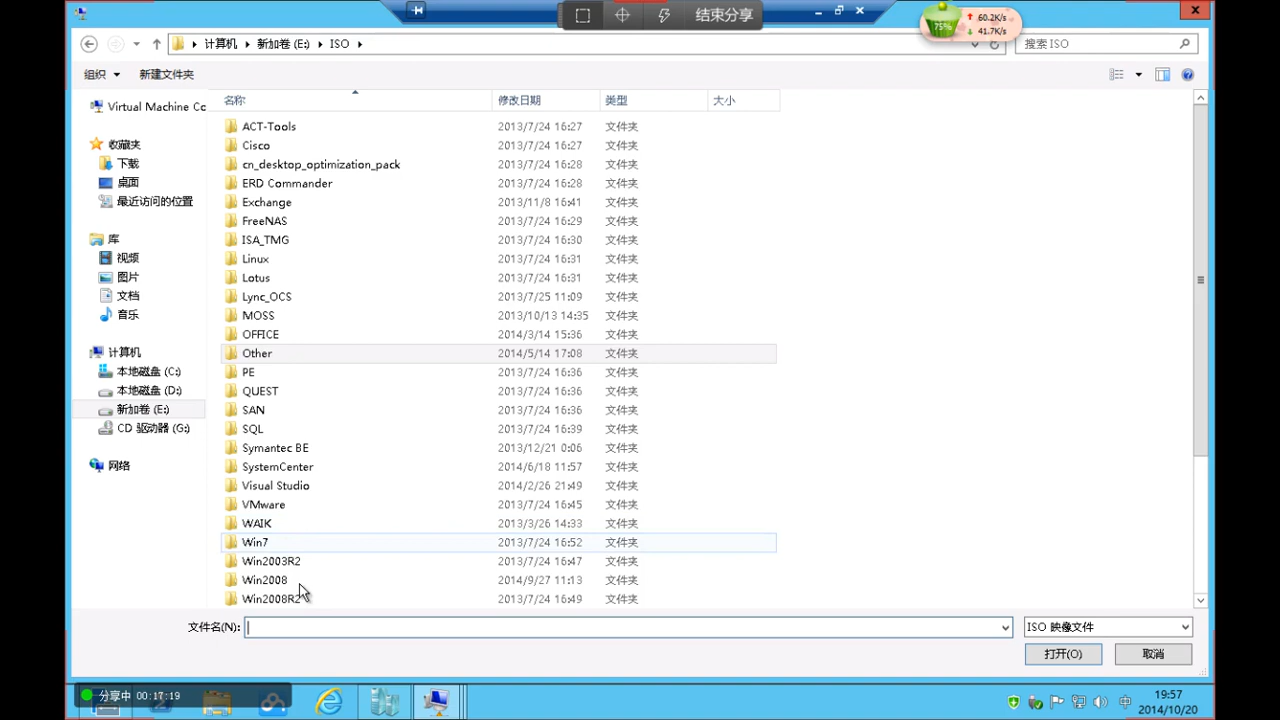 结束分享
75%
60.2K/s
41.7K/s
计算机 新加卷 (E:) ISO
搜索 ISO
组织 新建文件夹
名称 修改日期 类型 大小
Virtual Machine Co
收藏夹
下载
桌面
最近访问的位置
库
视频
图片
文档
音乐
计算机
本地磁盘 (C:)
本地磁盘 (D:)
新加卷 (E:)
CD 驱动器 (G:)
网络
ACT-Tools 2013/7/24 16:27 文件夹
Cisco 2013/7/24 16:27 文件夹
cn_desktop_optimization_pack 2013/7/24 16:28 文件夹
ERD Commander 2013/7/24 16:28 文件夹
Exchange 2013/11/8 16:41 文件夹
FreeNAS 2013/7/24 16:29 文件夹
ISA_TMG 2013/7/24 16:30 文件夹
Linux 2013/7/24 16:31 文件夹
Lotus 2013/7/24 16:31 文件夹
Lync_OCS 2013/7/25 11:09 文件夹
MOSS 2013/10/13 14:35 文件夹
OFFICE 2014/3/14 15:36 文件夹
Other 2014/5/14 17:08 文件夹
PE 2013/7/24 16:36 文件夹
QUEST 2013/7/24 16:36 文件夹
SAN 2013/7/24 16:36 文件夹
SQL 2013/7/24 16:39 文件夹
Symantec BE 2013/12/21 0:06 文件夹
SystemCenter 2014/6/18 11:57 文件夹
Visual Studio 2014/2/26 21:49 文件夹
VMware 2013/7/24 16:45 文件夹
WAIK 2013/3/26 14:33 文件夹
Win7 2013/7/24 16:52 文件夹
Win2003R2 2013/7/24 16:47 文件夹
Win2008 2014/9/27 11:13 文件夹
Win2008R2 2013/7/24 16:49 文件夹
文件名(N): ISO 映像文件
打开(O) 取消
分享中 00:17:19
中
19:57
2014/10/20